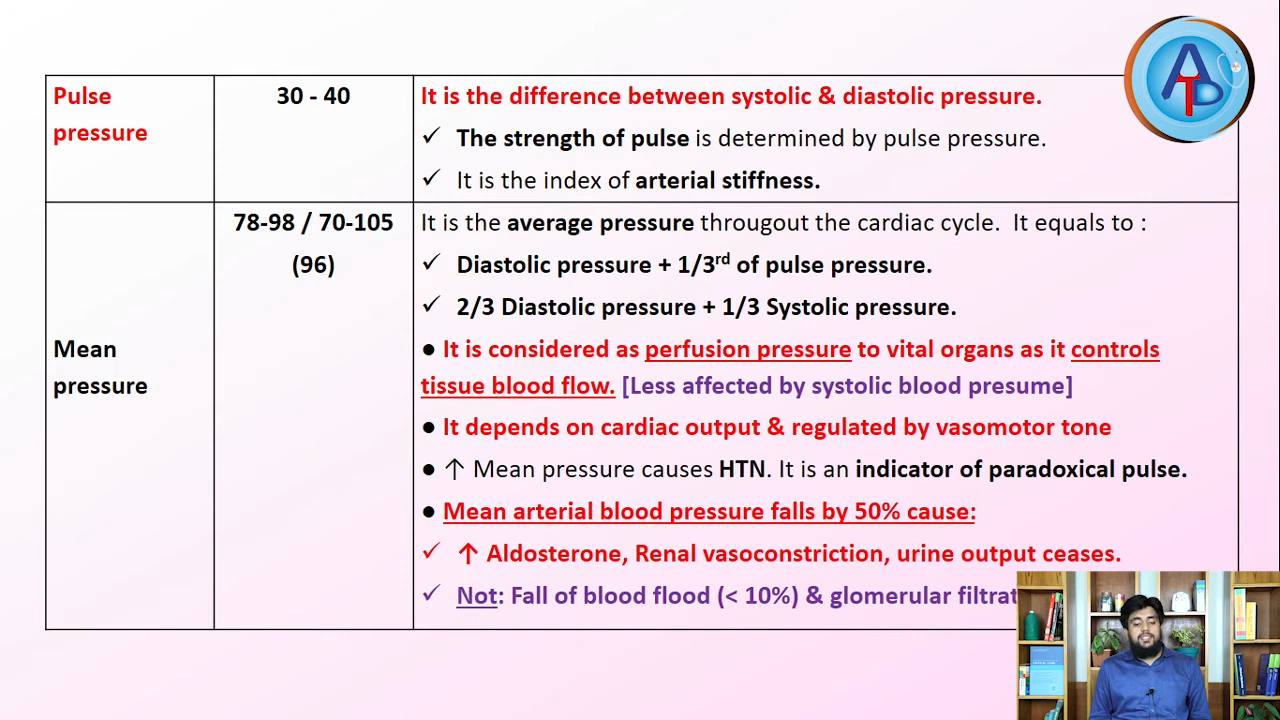 ATD
Pulse
pressure
30 - 40
It is the difference between systolic & diastolic pressure.
✓ The strength of pulse is determined by pulse pressure.
✓ It is the index of arterial stiffness.
Mean
pressure
78-98 / 70-105
(96)
It is the average pressure througout the cardiac cycle. It equals to :
✓ Diastolic pressure + 1/3rd of pulse pressure.
✓ 2/3 Diastolic pressure + 1/3 Systolic pressure.
● It is considered as perfusion pressure to vital organs as it controls
tissue blood flow. [Less affected by systolic blood presume]
● It depends on cardiac output & regulated by vasomotor tone
● ↑ Mean pressure causes HTN. It is an indicator of paradoxical pulse.
● Mean arterial blood pressure falls by 50% cause:
✓ ↑ Aldosterone, Renal vasoconstriction, urine output ceases.
✓ Not: Fall of blood flood (< 10%) & glomerular filtrat